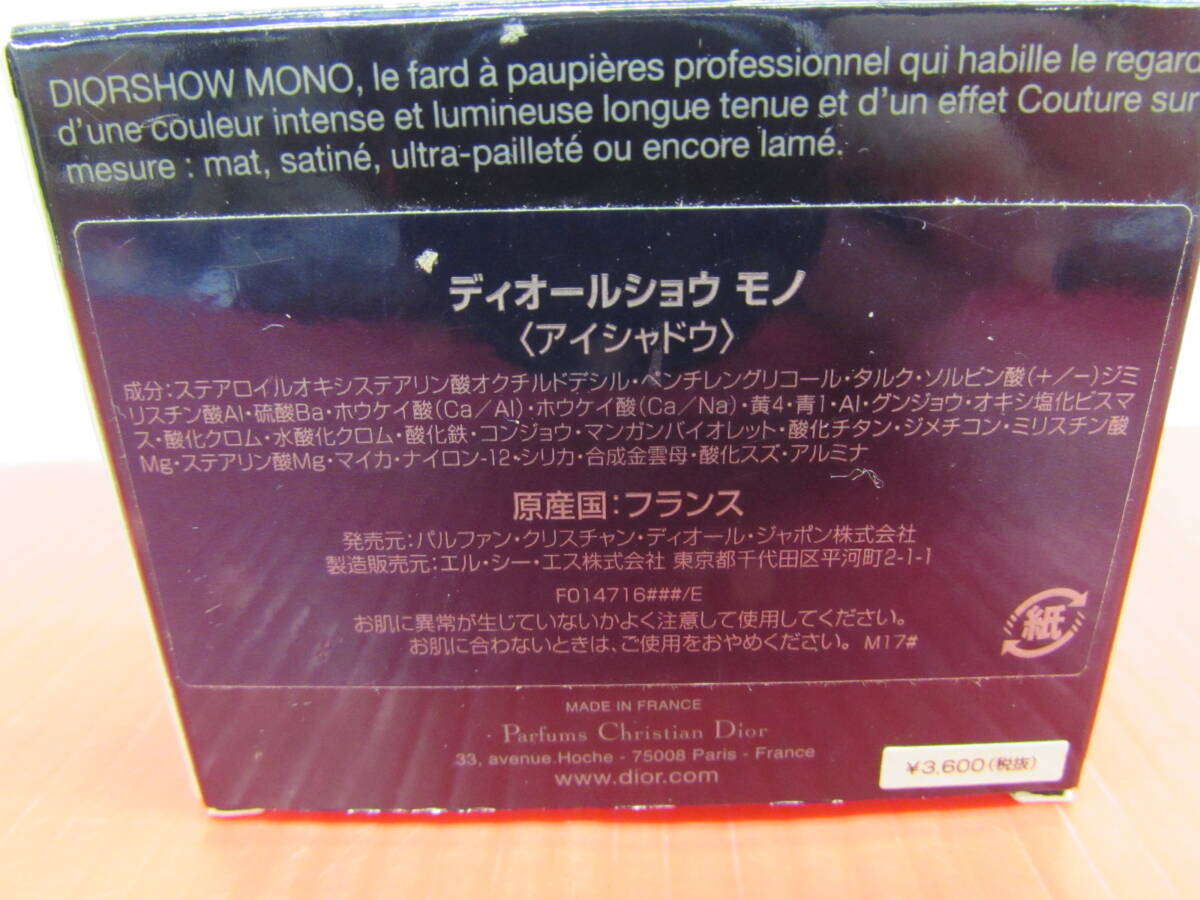 DIORSHOW MONO, le fard à paupières professionnel qui habille le regard
d'une couleur intense et lumineuse longue tenue et d'un effet Couture sur
mesure : mat, satiné, ultra-pailleté ou encore lamé.
ディオールショウ モノ
〈アイシャドウ〉
成分：ステアロイルオキシステアリン酸オクチルドデシル・ペンチレングリコール・タルク・ソルビン酸（＋/－）ジミ
リスチン酸Al・硫酸Ba・ホウケイ酸（Ca/Al）・ホウケイ酸（Ca/Na）・黄4・青1・Al・グンジョウ・オキシ塩化ビスマ
ス・酸化クロム・水酸化クロム・酸化鉄・コンジョウ・マンガンバイオレット・酸化チタン・ジメチコン・ミリスチン酸
Mg・ステアリン酸Mg・マイカ・ナイロン-12・シリカ・合成金雲母・酸化スズ・アルミナ
原産国：フランス
発売元：パルファン・クリスチャン・ディオール・ジャポン株式会社
製造販売元：エル・シー・エス株式会社 東京都千代田区平河町2-1-1
F014716###/E
お肌に異常が生じていないかよく注意して使用してください。
お肌に合わないときは、ご使用をおやめください。 M17#
紙
MADE IN FRANCE
Parfums Christian Dior
33, avenue Hoche - 75008 Paris - France
www.dior.com
¥3,600（税抜）